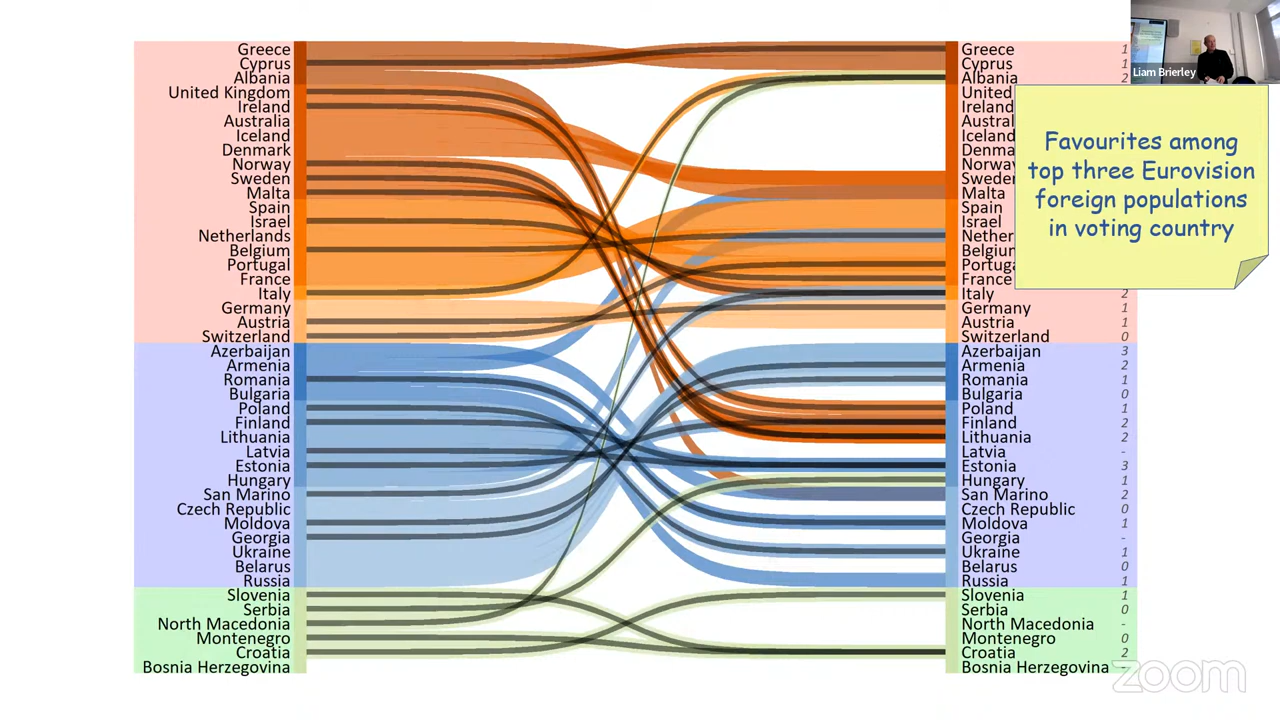 Greece
Cyprus
Albania
United Kingdom
Ireland
Australia
Iceland
Denmark
Norway
Sweden
Malta
Spain
Israel
Netherlands
Belgium
Portugal
France
Italy
Germany
Austria
Switzerland
Azerbaijan
Armenia
Romania
Bulgaria
Poland
Finland
Lithuania
Latvia
Estonia
Hungary
San Marino
Czech Republic
Moldova
Georgia
Ukraine
Belarus
Russia
Slovenia
Serbia
North Macedonia
Montenegro
Croatia
Bosnia Herzegovina
Greece 1
Cyprus 1
Albania 2
United
Ireland
Austral
Iceland
Denma
Norwa
Sweder
Malta
Spain
Israel
Nether
Belgium
Portuga
France
Italy 2
Germany 1
Austria 1
Switzerland 0
Azerbaijan 3
Armenia 2
Romania 1
Bulgaria 0
Poland 1
Finland 2
Lithuania 2
Latvia -
Estonia 3
Hungary 1
San Marino 2
Czech Republic 0
Moldova 1
Georgia -
Ukraine 1
Belarus 0
Russia 1
Slovenia 1
Serbia 0
North Macedonia -
Montenegro 0
Croatia 2
Bosnia Herzegovina -
Liam Brierley
Favourites among
top three Eurovision
foreign populations
in voting country
zoom